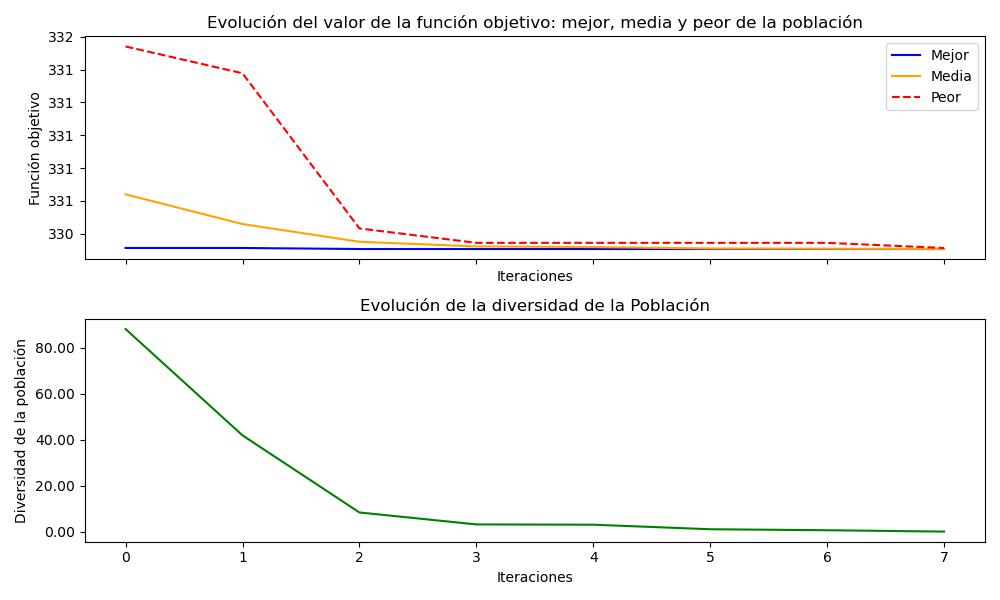 Evolución del valor de la función objetivo: mejor, media y peor de la población
332
331
331
331
331
331
330
Función objetivo
Mejor
Media
Peor
Iteraciones
Evolución de la diversidad de la Población
80.00
60.00
40.00
20.00
0.00
Diversidad de la población
0 1 2 3 4 5 6 7
Iteraciones